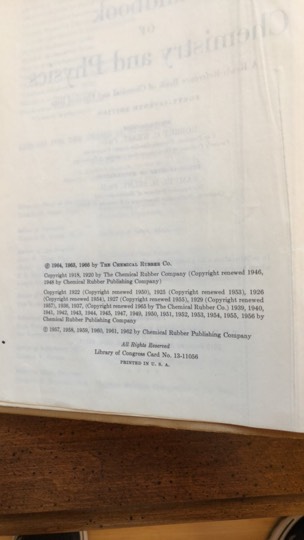 © 1964, 1965, 1966 by The Chemical Rubber Co.
Copyright 1918, 1920 by The Chemical Rubber Company (Copyright renewed 1946,
1948 by Chemical Rubber Publishing Company)
Copyright 1922 (Copyright renewed 1950), 1925 (Copyright renewed 1953), 1926
(Copyright renewed 1954), 1927 (Copyright renewed 1955), 1929 (Copyright renewed
1957), 1936, 1937, (Copyright renewed 1965 by The Chemical Rubber Co.) 1939, 1940,
1941, 1942, 1943, 1944, 1945, 1947, 1949, 1950, 1951, 1952, 1953, 1954, 1955, 1956 by
Chemical Rubber Publishing Company
© 1957, 1958, 1959, 1960, 1961, 1962 by Chemical Rubber Publishing Company
All Rights Reserved
Library of Congress Card No. 13-11056
PRINTED IN U. S. A.
Handbook
OF
Chemistry and Physics